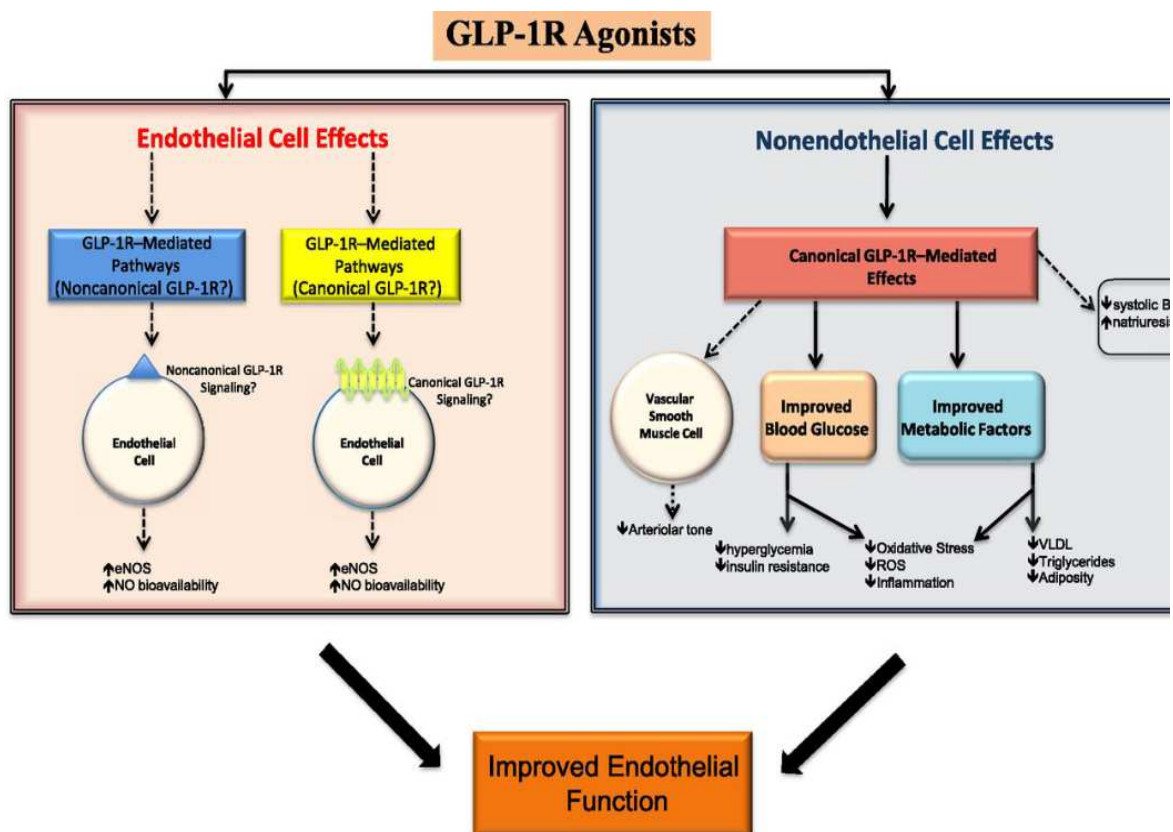 GLP-1R Agonists
Endothelial Cell Effects
GLP-1R–Mediated
Pathways
(Noncanonical GLP-1R?)
GLP-1R–Mediated
Pathways
(Canonical GLP-1R?)
Noncanonical GLP-1R
Signaling?
Endothelial
Cell
Canonical GLP-1R
Signaling?
Endothelial
Cell
↑eNOS
↑NO bioavailability
↑eNOS
↑NO bioavailability
Nonendothelial Cell Effects
Canonical GLP-1R–Mediated
Effects
↓systolic B
↑natriuresis
Vascular
Smooth
Muscle Cell
Improved
Blood Glucose
Improved
Metabolic Factors
↓Arteriolar tone
↓hyperglycemia
↓insulin resistance
↓Oxidative Stress
↓ROS
↓Inflammation
↓VLDL
↓Triglycerides
↓Adiposity
Improved Endothelial
Function